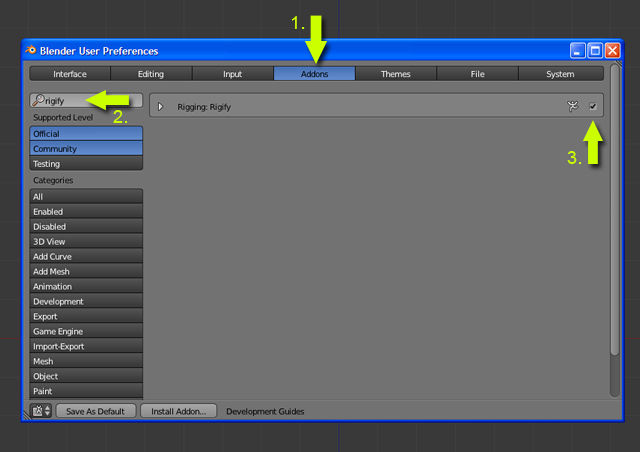 1.
Blender User Preferences
Interface Editing Input Addons Themes File System
rigify
2.
Rigging: Rigify
3.
Supported Level
Official
Community
Testing
Categories
All
Enabled
Disabled
3D View
Add Curve
Add Mesh
Animation
Development
Export
Game Engine
Import-Export
Mesh
Object
Paint
Save As Default Install Addon... Development Guides